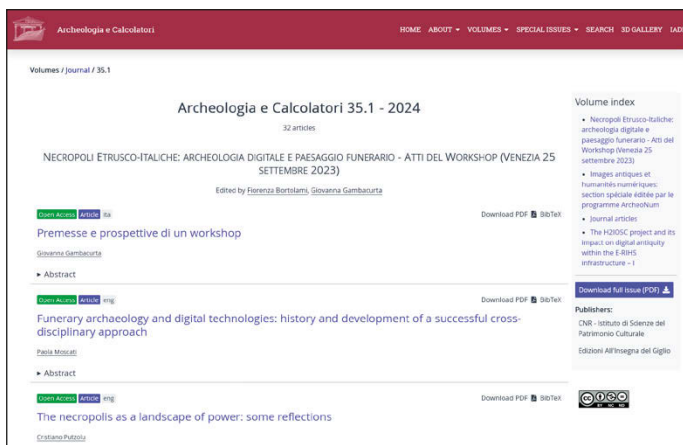 Archeologia e Calcolatori
HOME ABOUT VOLUMES SPECIAL ISSUES SEARCH 3D GALLERY IAD
Volumes / Journal / 35.1
Archeologia e Calcolatori 35.1 - 2024
32 articles
NECROPOLI ETRUSCO-ITALICHE: ARCHEOLOGIA DIGITALE E PAESAGGIO FUNERARIO - ATTI DEL WORKSHOP (VENEZIA 25
SETTEMBRE 2023)
Edited by Fiorenza Bortolami, Giovanna Gambacurta
Open Access Article ita
Download PDF BibTeX
Premesse e prospettive di un workshop
Giovanna Gambacurta
Abstract
Open Access Article eng
Download PDF BibTeX
Funerary archaeology and digital technologies: history and development of a successful cross-
disciplinary approach
Paola Moscati
Abstract
Open Access Article eng
Download PDF BibTeX
The necropolis as a landscape of power: some reflections
Cristiano Putzolu
Volume index
• Necropoli Etrusco-Italiche:
archeologia digitale e
paesaggio funerario - Atti del
Workshop (Venezia 25
settembre 2023)
• Images antiques et
humanités numériques:
section spéciale éditée par le
programme ArcheoNum
• Journal articles
• The H2IOSC project and its
impact on digital antiquity
within the E-RIHS
infrastructure – I
Download full issue (PDF)
Publishers:
CNR - Istituto di Scienze del
Patrimonio Culturale
Edizioni All'Insegna del Giglio
CC
BY NC ND